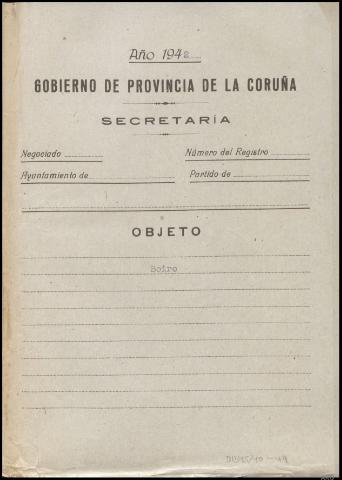 Año 1942
GOBIERNO DE PROVINCIA DE LA CORUÑA
SECRETARÍA
Negociado
Número del Registro
Ayuntamiento de
Partido de
OBJETO
Boiro